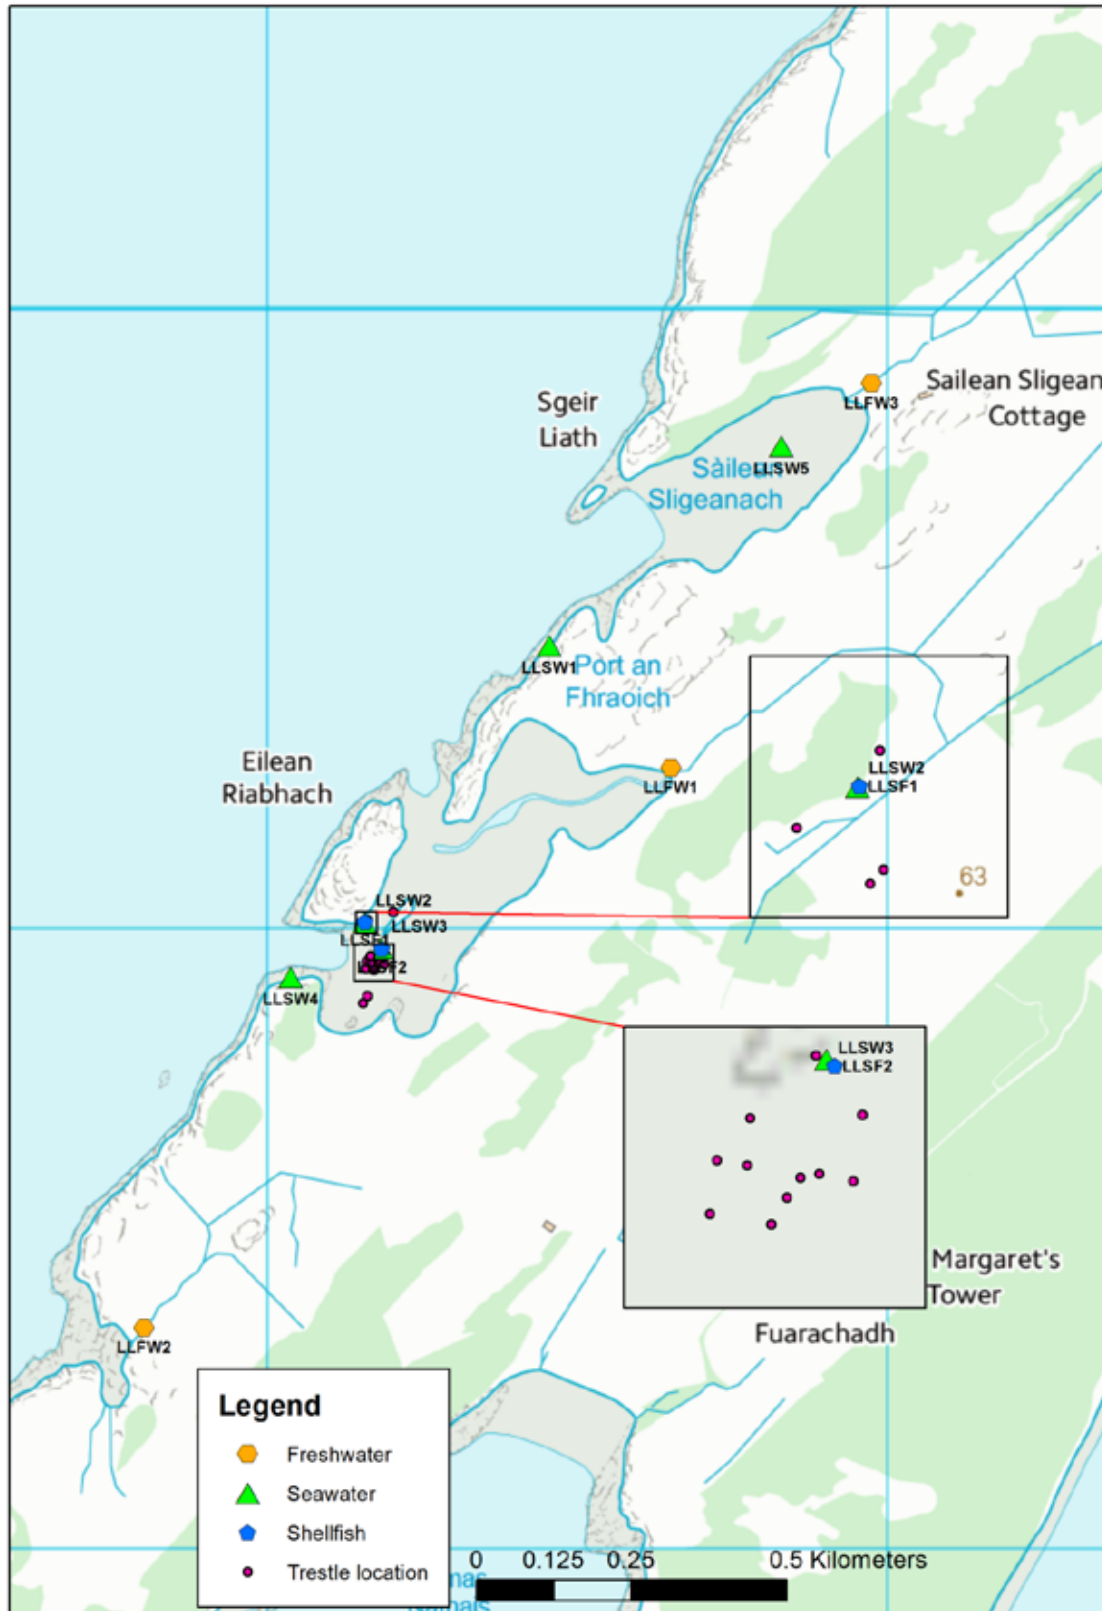 Sailean Sligean
Cottage
LLFW3
Sgeir
Liath
LLSW5
Sàilean
Sligeanach
LLSW1
Port an
Fhraoich
Eilean
Riabhach
LLFW1
LLSW2
LLSF1
63
LLSW2
LLSW3
LLSF1
LLSF2
LLSW4
LLSW3
LLSF2
Margaret's
Tower
Fuarachadh
LLFW2
Legend
Freshwater
Seawater
Shellfish
Trestle location
0 0.125 0.25 0.5 Kilometers